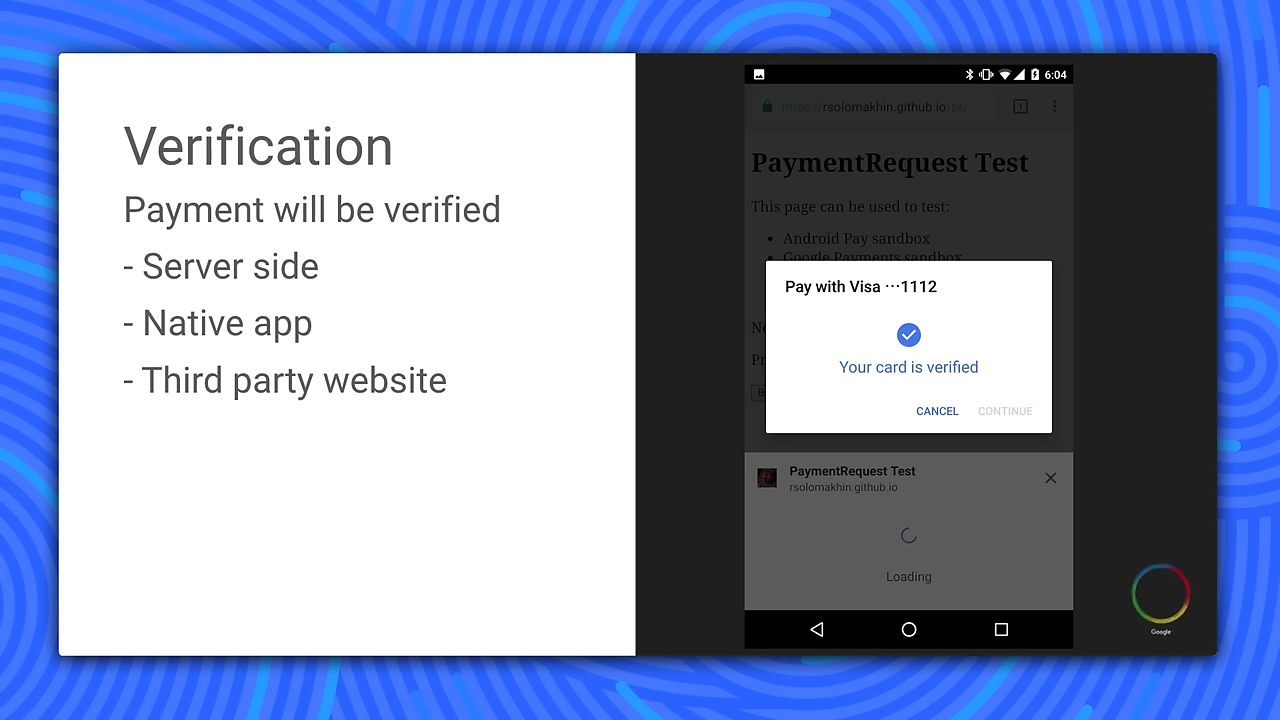 Verification
Payment will be verified
- Server side
- Native app
- Third party website
6:04
https://rsolomakhin.github.io/pr/
1
PaymentRequest Test
This page can be used to test:
• Android Pay sandbox
• Google Payments sandbox
Pay with Visa ···1112
Your card is verified
CANCEL CONTINUE
PaymentRequest Test
rsolomakhin.github.io
Loading
Google